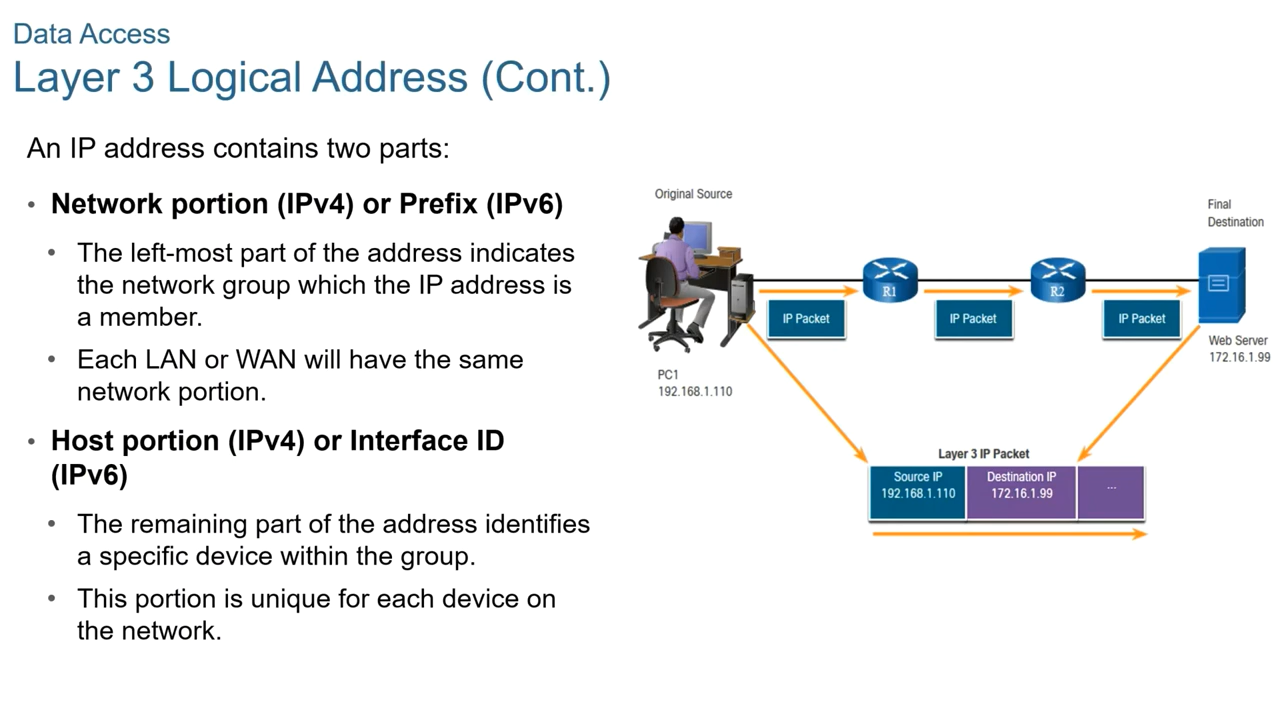 Data Access
Layer 3 Logical Address (Cont.)
An IP address contains two parts:
• Network portion (IPv4) or Prefix (IPv6)
• The left-most part of the address indicates
the network group which the IP address is
a member.
• Each LAN or WAN will have the same
network portion.
• Host portion (IPv4) or Interface ID
(IPv6)
• The remaining part of the address identifies
a specific device within the group.
• This portion is unique for each device on
the network.
Original Source
Final
Destination
R1
R2
IP Packet
IP Packet
IP Packet
Web Server
172.16.1.99
PC1
192.168.1.110
Layer 3 IP Packet
Source IP
192.168.1.110
Destination IP
172.16.1.99
...